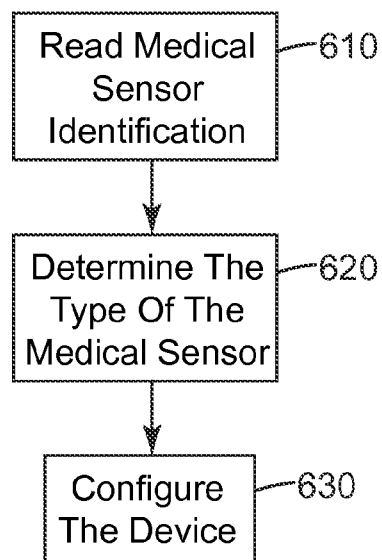 Read Medical
Sensor
Identification
610
Determine The
Type Of The
Medical Sensor
620
Configure
The Device
630